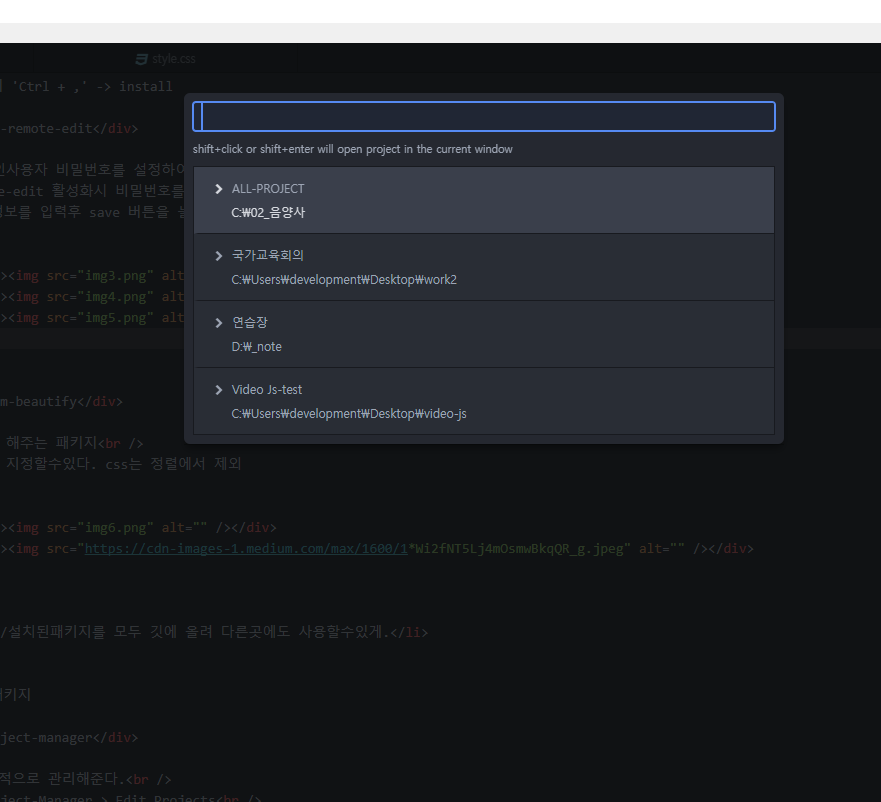 style.css
'Ctrl + ,' -> install
-remote-edit</div>
shift+click or shift+enter will open project in the current window
사용자 비밀번호를 설정하여
e-edit 활성화시 비밀번호를
정보를 입력후 save 버튼을
ALL-PROJECT
C:₩02_음양사
국가교육회의
C:₩Users₩development₩Desktop₩work2
><img src="img3.png" alt
><img src="img4.png" alt
><img src="img5.png" alt
연습장
D:₩_note
Video Js-test
C:₩Users₩development₩Desktop₩video-js
m-beautify</div>
해주는 패키지<br />
지정할수있다. css는 정렬에서 제외
><img src="img6.png" alt="" /></div>
><img src="https://cdn-images-1.medium.com/max/1600/1*Wi2fNT5Lj4mOsmwBkqQR_g.jpeg" alt="" /></div>
/설치된패키지를 모두 깃에 올려 다른곳에도 사용할수있게.</li>
키지
ject-manager</div>
적으로 관리해준다.<br />
ject-Manager > Edit Projects<br />